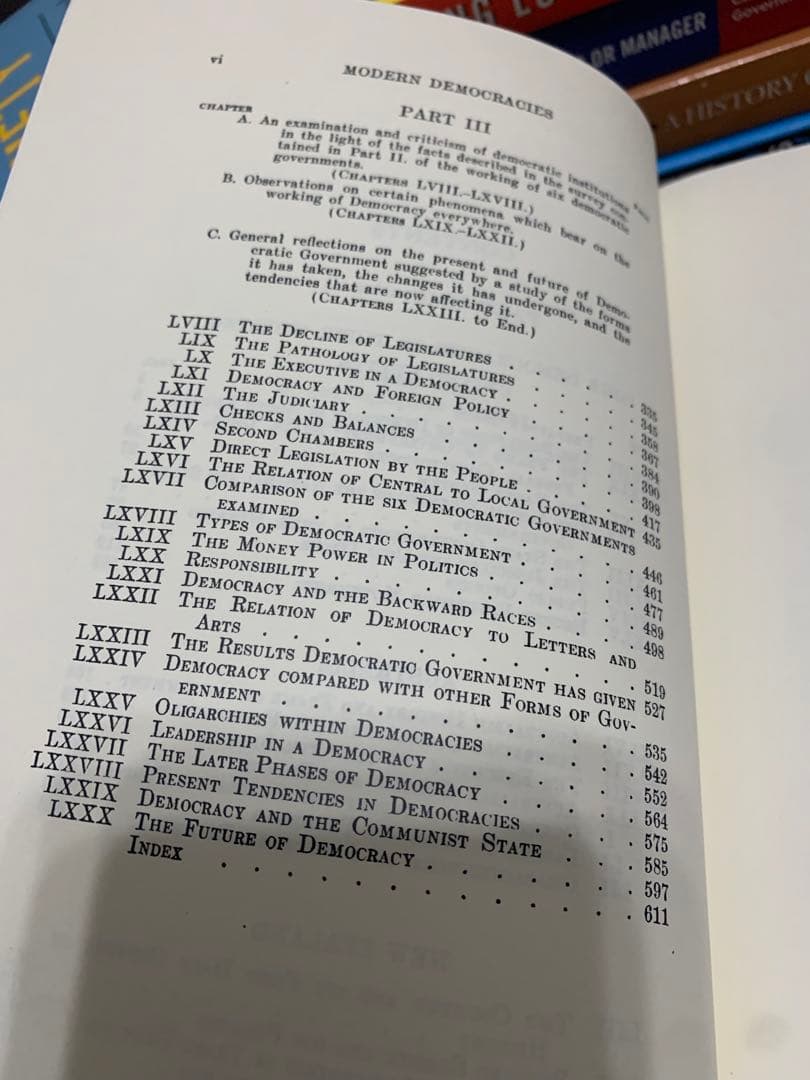 vi
MODERN DEMOCRACIES
PART III
CHAPTER
A. An examination and criticism of democratic institutions
in the light of the facts described in the survey con-
tained in Part II. of the working of six democratic
governments.
(CHAPTERS LVIII.–LXVIII.)
B. Observations on certain phenomena which bear on the
working of Democracy everywhere.
(CHAPTERS LXIX.–LXXII.)
C. General reflections on the present and future of Demo-
cratic Government suggested by a study of the forms
it has taken, the changes it has undergone, and the
tendencies that are now affecting it.
(CHAPTERS LXXIII. to End.)
LVIII THE DECLINE OF LEGISLATURES . . . . 335
LIX THE PATHOLOGY OF LEGISLATURES . . . . 345
LX THE EXECUTIVE IN A DEMOCRACY . . . . 358
LXI DEMOCRACY AND FOREIGN POLICY . . . . 367
LXII THE JUDICIARY . . . . . . . 384
LXIII CHECKS AND BALANCES . . . . . 390
LXIV SECOND CHAMBERS . . . . . . 398
LXV DIRECT LEGISLATION BY THE PEOPLE . . . 417
LXVI THE RELATION OF CENTRAL TO LOCAL GOVERNMENT 435
LXVII COMPARISON OF THE SIX DEMOCRATIC GOVERNMENTS
EXAMINED . . . . . . . . 446
LXVIII TYPES OF DEMOCRATIC GOVERNMENT . . . 461
LXIX THE MONEY POWER IN POLITICS . . . . 477
LXX RESPONSIBILITY . . . . . . . 489
LXXI DEMOCRACY AND THE BACKWARD RACES . . . 498
LXXII THE RELATION OF DEMOCRACY TO LETTERS AND
ARTS . . . . . . . . . 519
LXXIII THE RESULTS DEMOCRATIC GOVERNMENT HAS GIVEN 527
LXXIV DEMOCRACY COMPARED WITH OTHER FORMS OF GOV-
ERNMENT . . . . . . . . 535
LXXV OLIGARCHIES WITHIN DEMOCRACIES . . . . 542
LXXVI LEADERSHIP IN A DEMOCRACY . . . . . 552
LXXVII THE LATER PHASES OF DEMOCRACY . . . . 564
LXXVIII PRESENT TENDENCIES IN DEMOCRACIES . . . 575
LXXIX DEMOCRACY AND THE COMMUNIST STATE . . . 585
LXXX THE FUTURE OF DEMOCRACY . . . . . 597
INDEX . . . . . . . . . . 611
OR MANAGER
A HISTORY